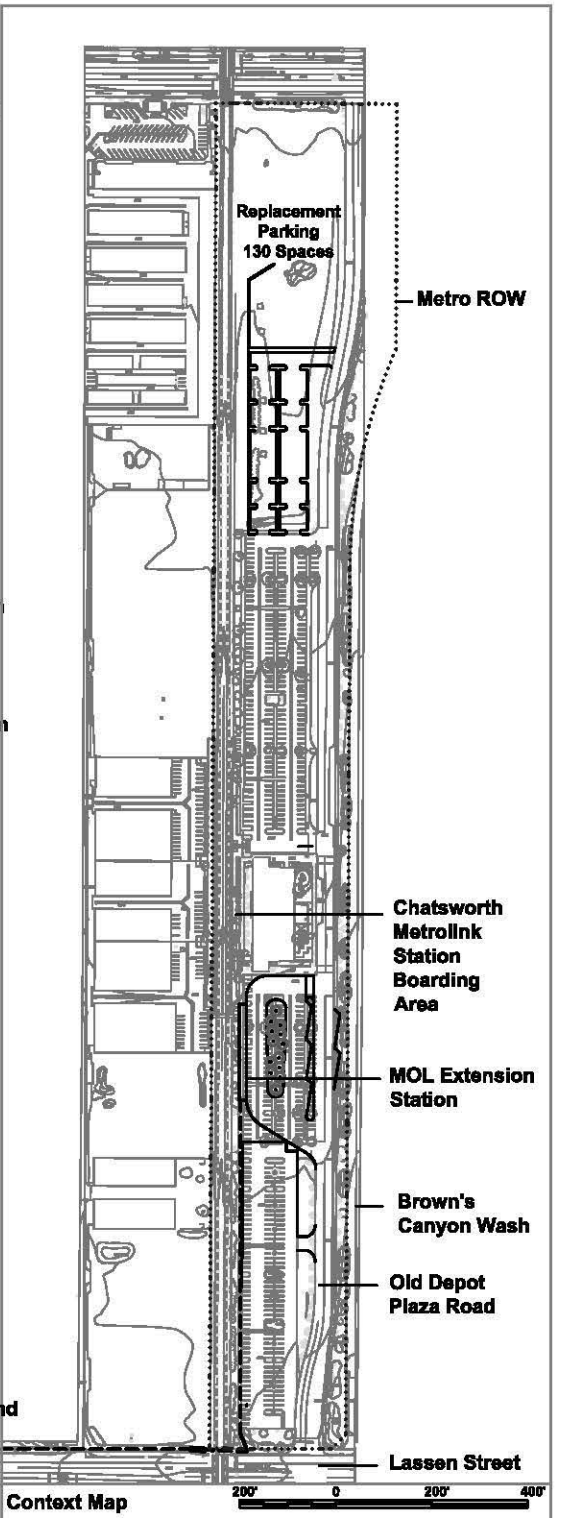 Replacement
Parking
130 Spaces
Metro ROW
Chatsworth
Metrolink
Station
Boarding
Area
MOL Extension
Station
Brown's
Canyon Wash
Old Depot
Plaza Road
Lassen Street
Context Map
200' 0 200' 400'